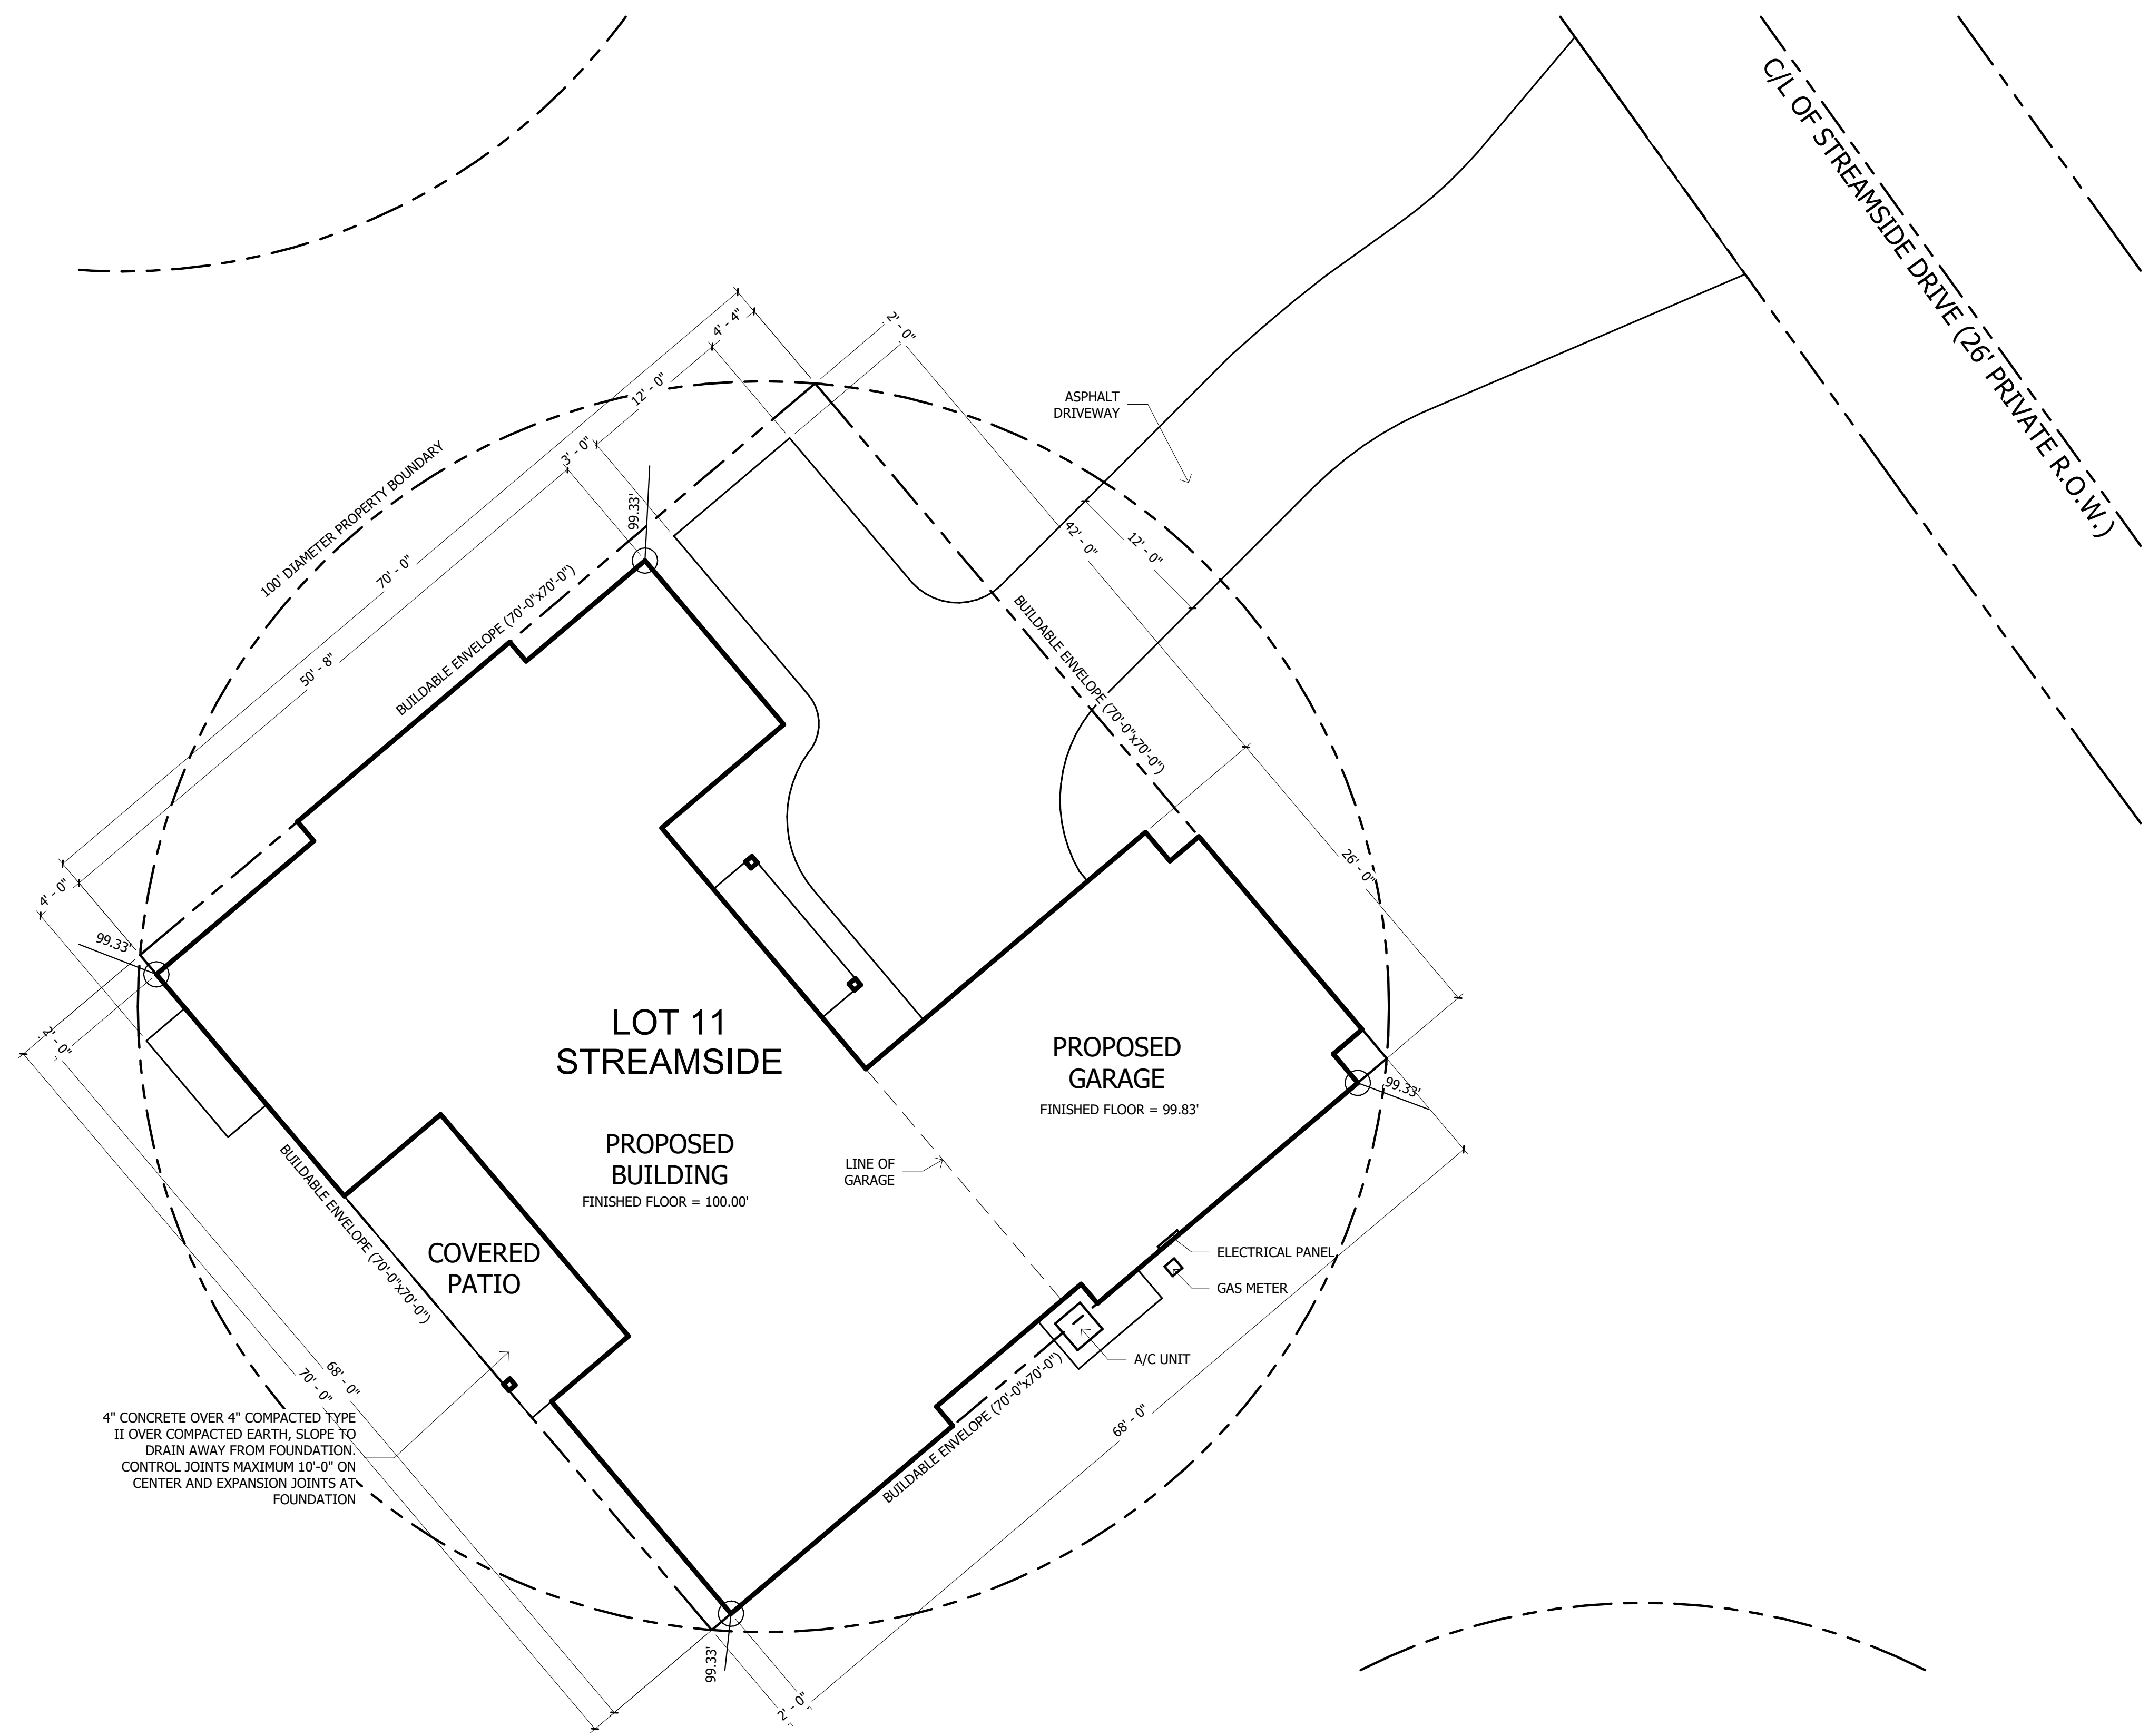 C/L OF STREAMSIDE DRIVE (26' PRIVATE R.O.W.)
4' - 4"
2' - 0"
12' - 0"
3' - 0"
ASPHALT
DRIVEWAY
100' DIAMETER PROPERTY BOUNDARY
99.33'
42' - 0"
12' - 0"
70' - 0"
50' - 8"
BUILDABLE ENVELOPE (70'-0"x70'-0")
BUILDABLE ENVELOPE (70'-0"x70'-0")
26' - 0"
4' - 0"
99.33'
2' - 0"
LOT 11
STREAMSIDE
PROPOSED
GARAGE
FINISHED FLOOR = 99.83'
99.33'
PROPOSED
BUILDING
FINISHED FLOOR = 100.00'
LINE OF
GARAGE
BUILDABLE ENVELOPE (70'-0"x70'-0")
COVERED
PATIO
ELECTRICAL PANEL
GAS METER
A/C UNIT
68' - 0"
70' - 0"
BUILDABLE ENVELOPE (70'-0"x70'-0")
68' - 0"
4" CONCRETE OVER 4" COMPACTED TYPE
II OVER COMPACTED EARTH, SLOPE TO
DRAIN AWAY FROM FOUNDATION.
CONTROL JOINTS MAXIMUM 10'-0" ON
CENTER AND EXPANSION JOINTS AT
FOUNDATION
99.33'
2' - 0"